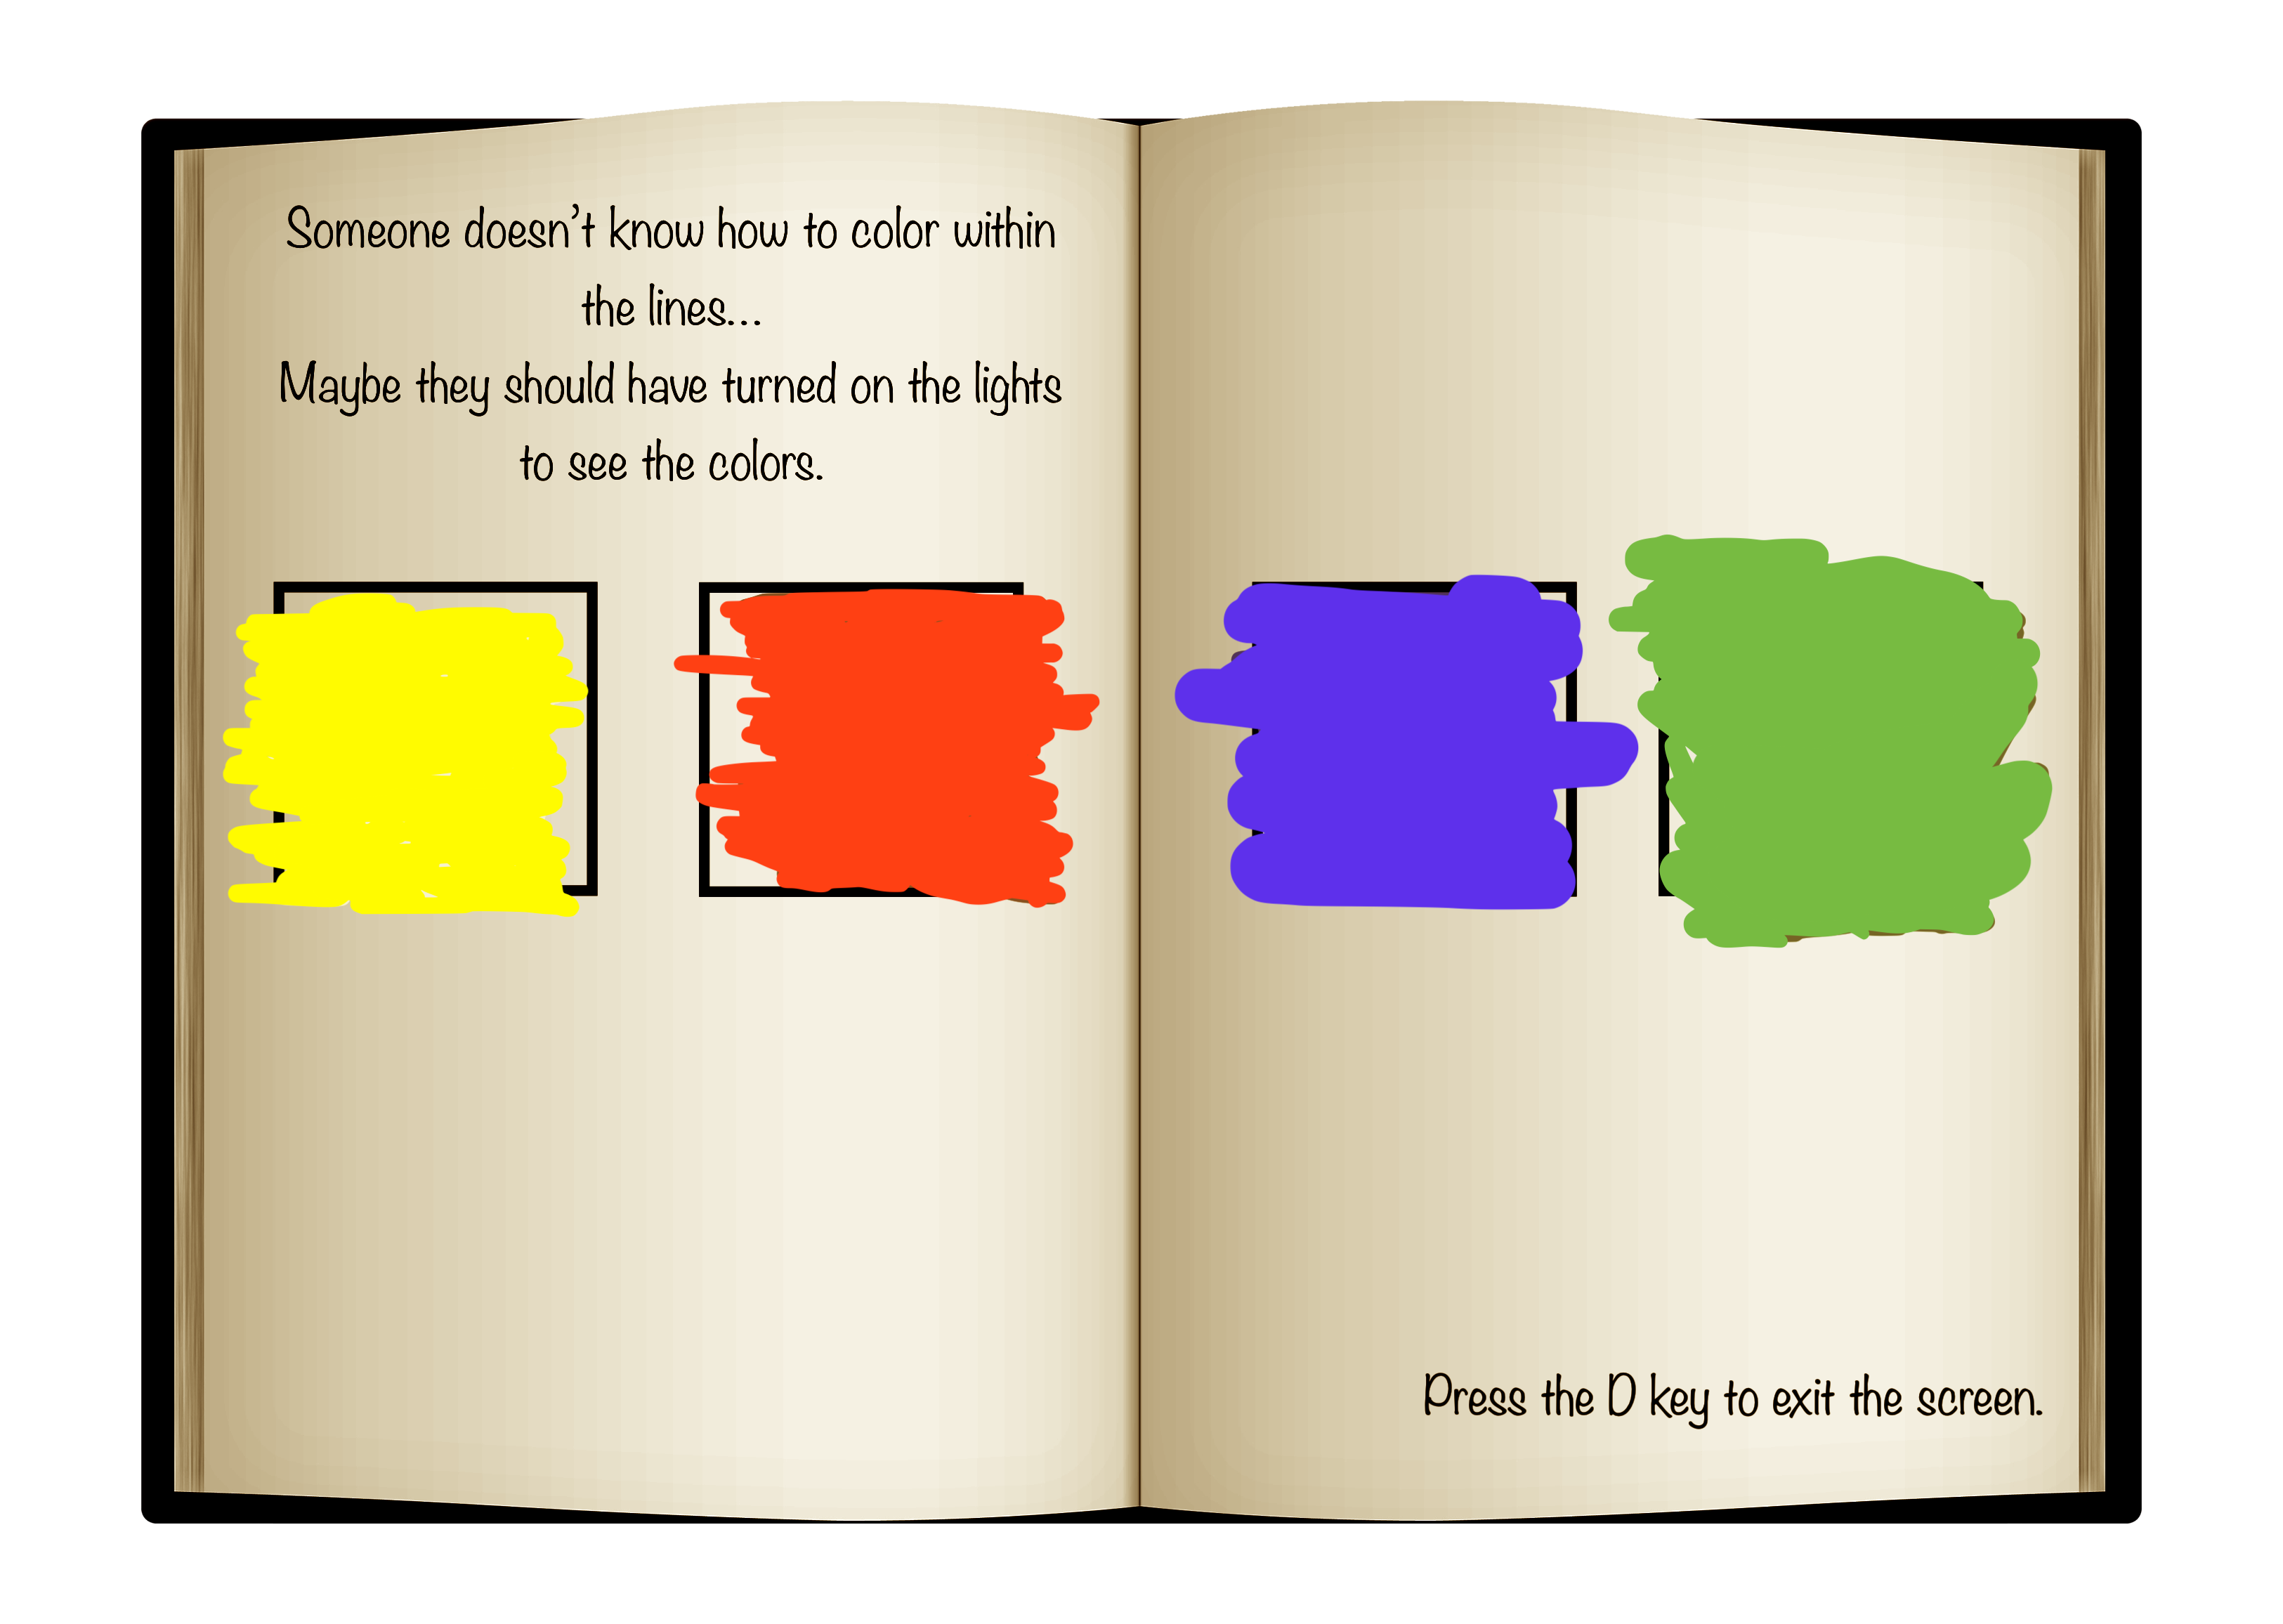 Someone doesn't know how to color within
the lines...
Maybe they should have turned on the lights
to see the colors.
Press the D key to exit the screen.